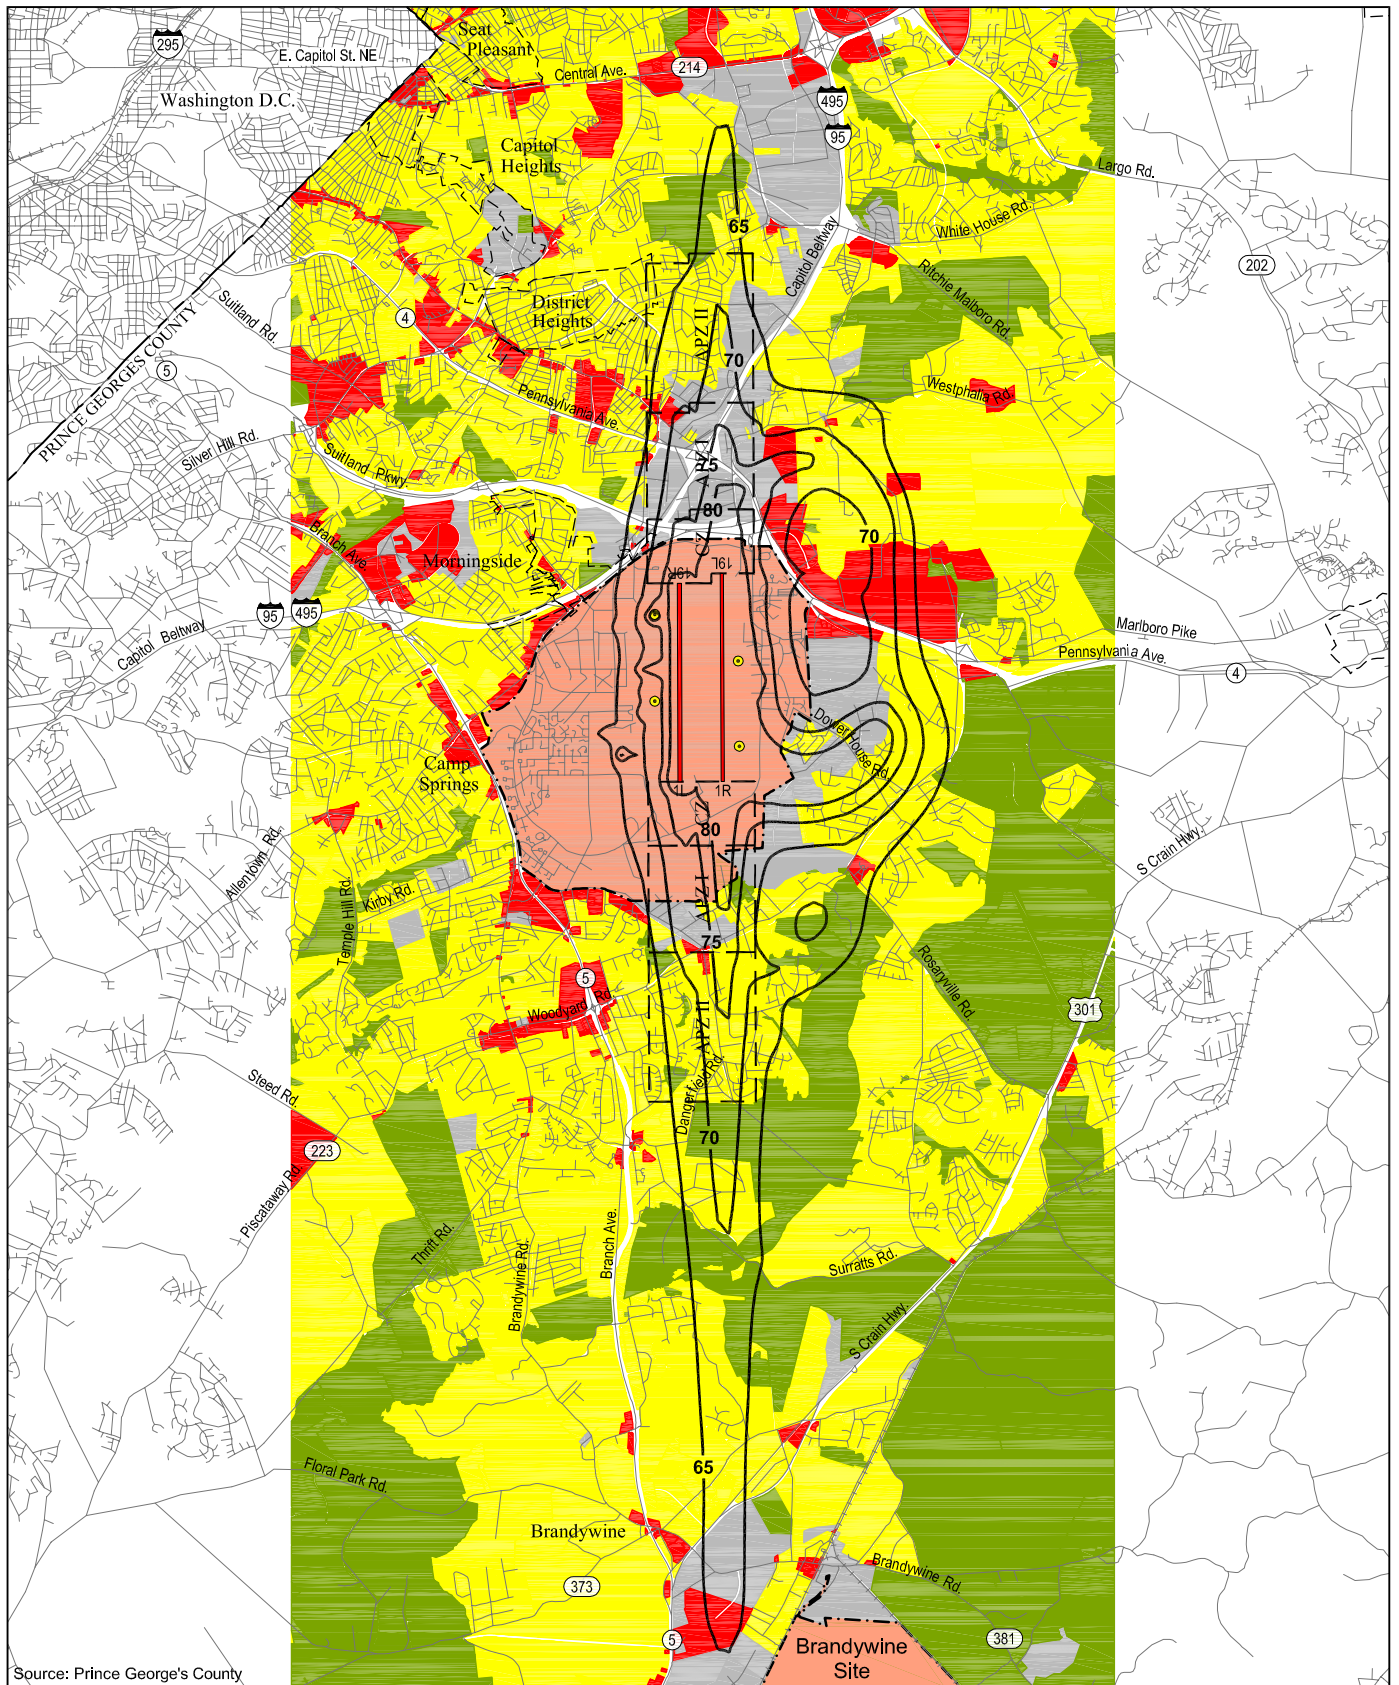 Seat
Pleasant
295
E. Capitol St. NE
Central Ave.
214
Washington D.C.
495
95
Capitol
Heights
Largo Rd.
65
White House Rd.
Capitol Beltway
202
Ritchie Malboro Rd.
Suitland Rd.
District
Heights
4
PRINCE GEORGES COUNTY
5
APZ II
70
Westphalia Rd.
Pennsylvania Ave.
Silver Hill Rd.
Suitland Pkwy.
APZ I
75
80
Branch Ave.
70
CZ
Morningside
19R
19L
95
495
Capitol Beltway
Marlboro Pike
Pennsylvania Ave.
4
Dower House Rd.
Camp
Springs
1R
CZ
80
S Crain Hwy.
Allentown Rd.
Kirby Rd.
APZ I
Temple Hill Rd.
75
Rosaryville Rd.
5
Woodyard Rd.
301
APZ II
Steed Rd.
Dangerfield Rd.
70
223
Piscataway Rd.
Thrift Rd.
Brandywine Rd.
Branch Ave.
Surratts Rd.
S Crain Hwy.
65
Floral Park Rd.
Brandywine
Brandywine Rd.
373
5
381
Brandywine
Site
Source: Prince George's County